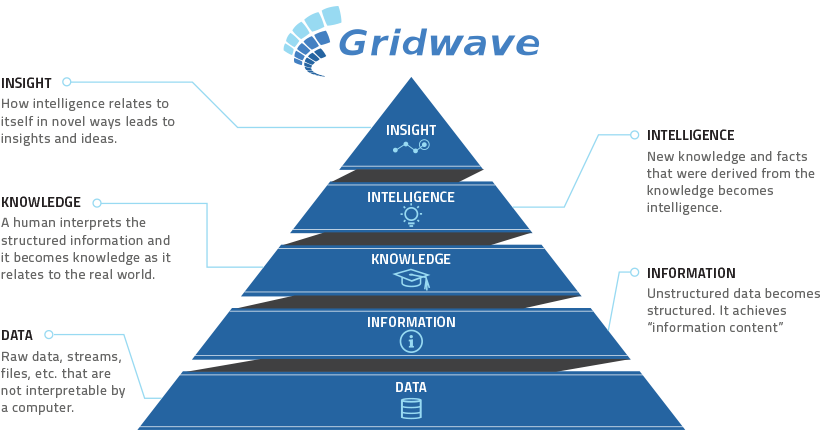 Gridwave
INSIGHT
How intelligence relates to
itself in novel ways leads to
insights and ideas.
INSIGHT
INTELLIGENCE
New knowledge and facts
that were derived from the
knowledge becomes
intelligence.
INTELLIGENCE
KNOWLEDGE
A human interprets the
structured information and
it becomes knowledge as it
relates to the real world.
KNOWLEDGE
INFORMATION
Unstructured data becomes
structured. It achieves
"information content"
INFORMATION
DATA
Raw data, streams,
files, etc. that are
not interpretable by
a computer.
DATA